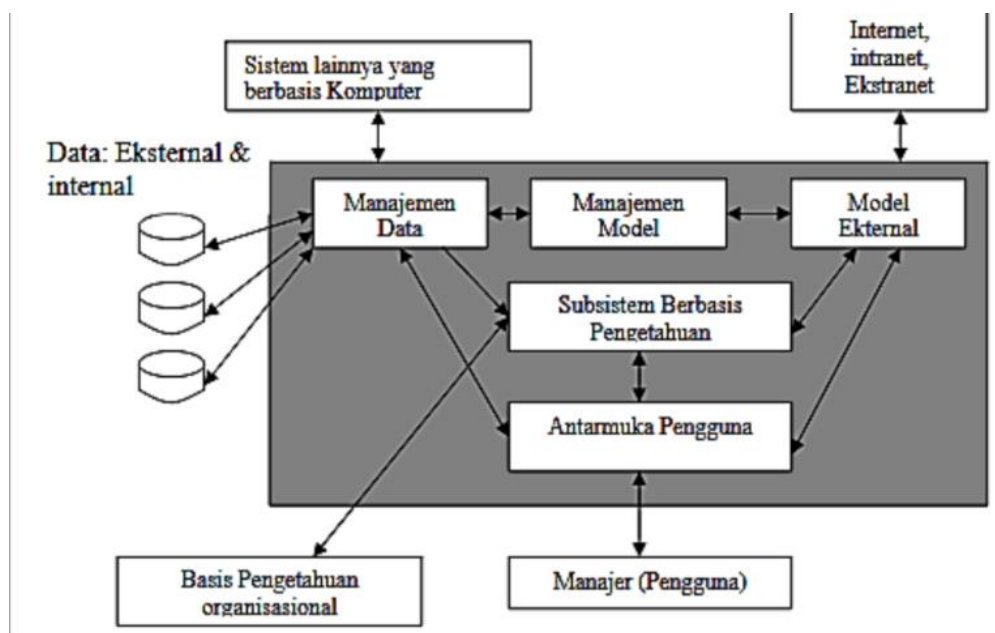 Sistem lainnya yang
berbasis Komputer
Internet,
intranet,
Ekstranet
Data: Eksternal &
internal
Manajemen
Data
Manajemen
Model
Model
Ekternal
Subsistem Berbasis
Pengetahuan
Antarmuka Pengguna
Basis Pengetahuan
organisasional
Manajer (Pengguna)